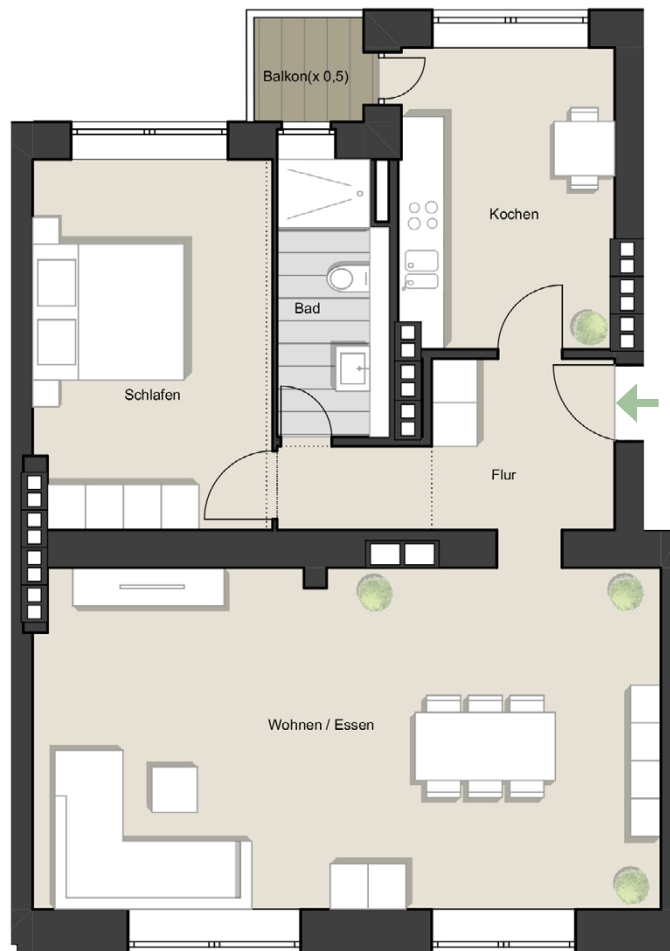 Balkon(x 0,5)
Kochen
Bad
Schlafen
Flur
Wohnen / Essen